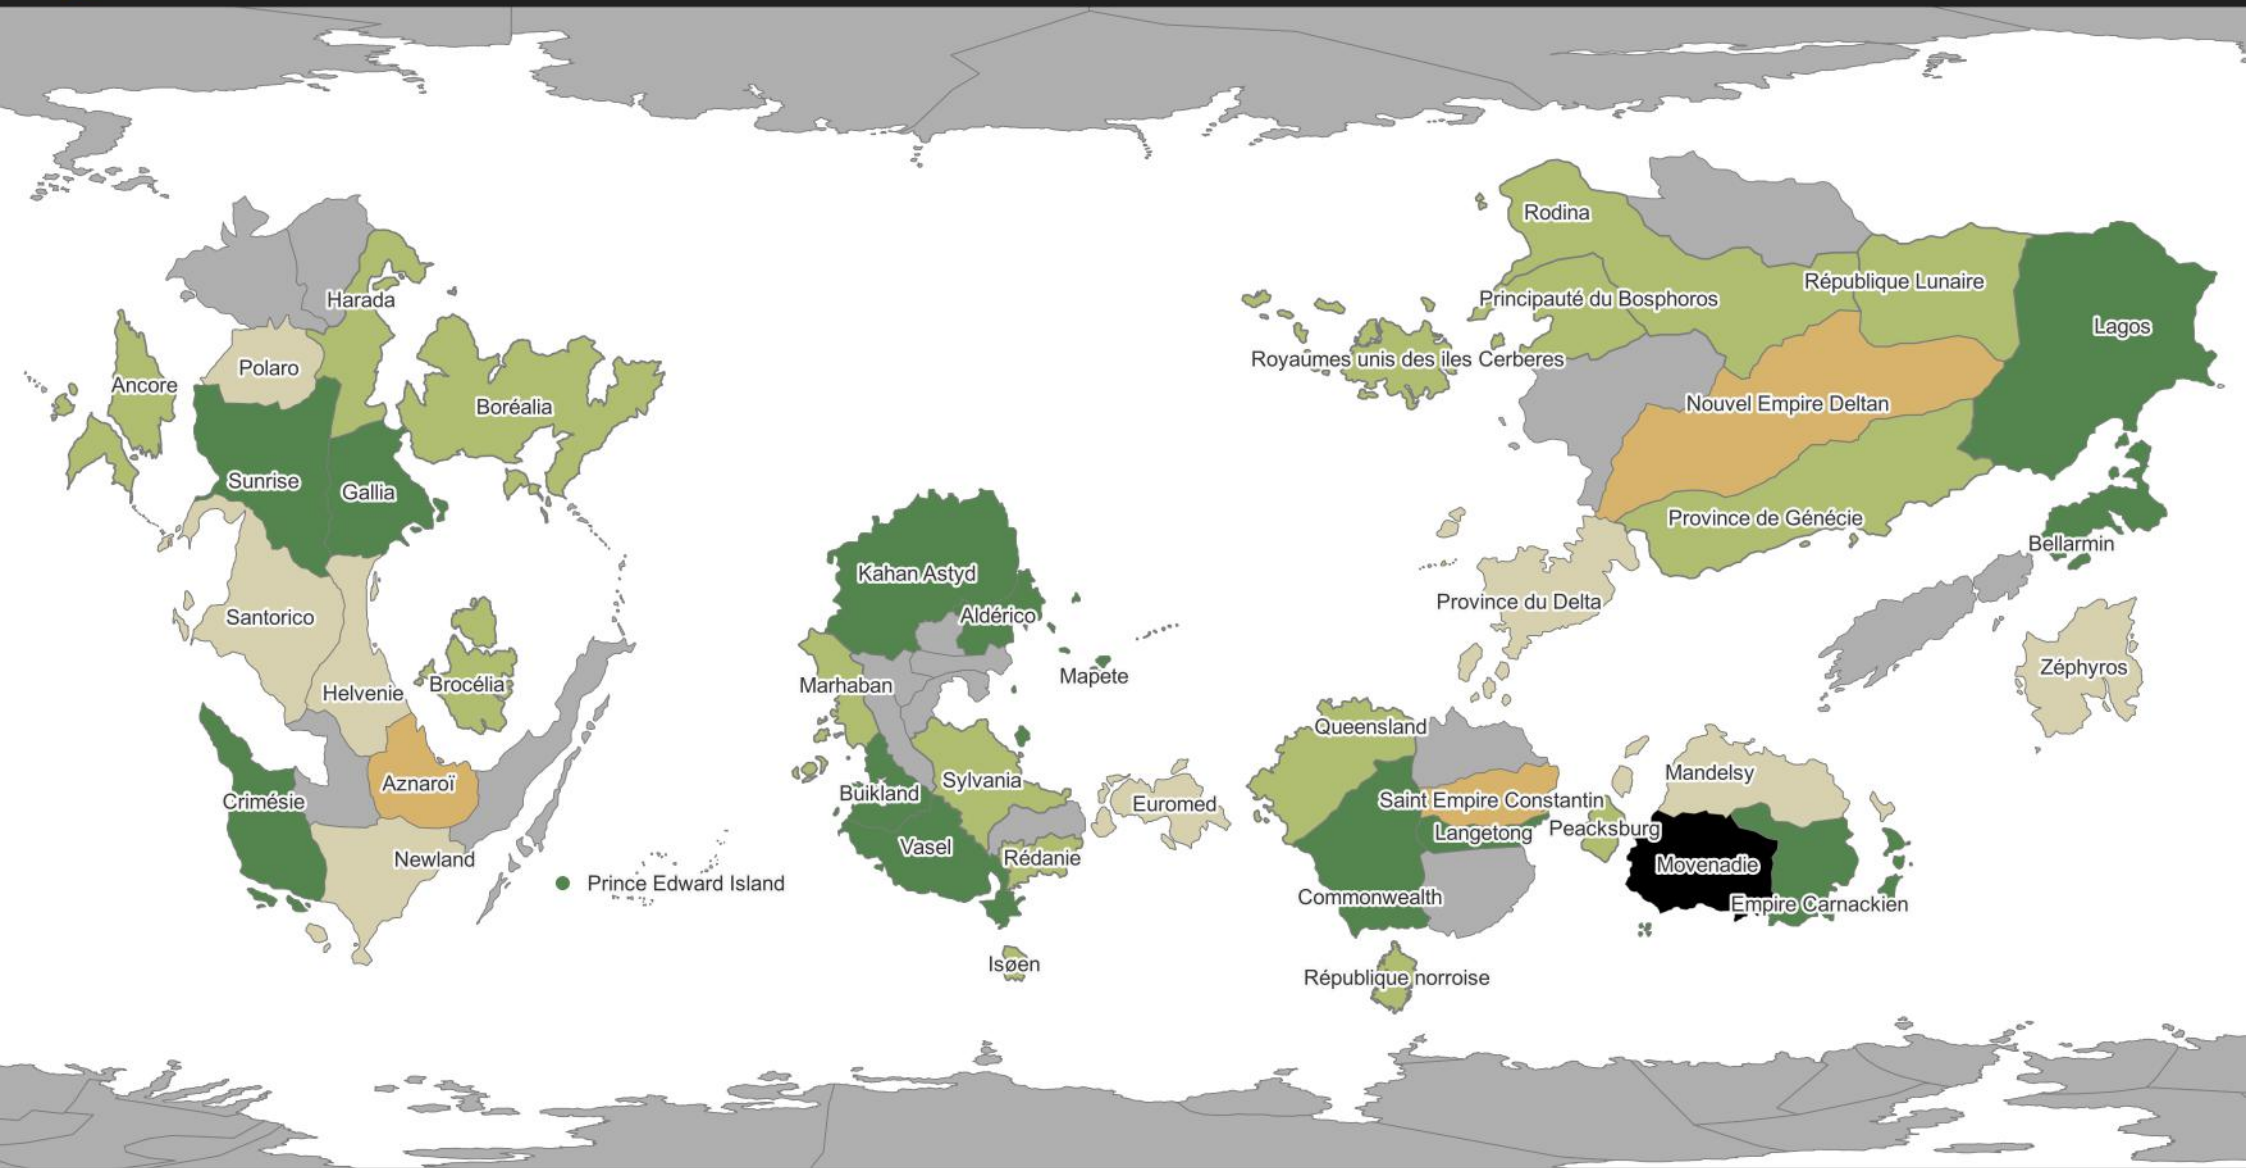 Rodina
République Lunaire
Harada
Principauté du Bosphoros
Lagos
Royaumes unis des iles Cerberes
Polaro
Ancore
Boréalia
Nouvel Empire Deltan
Sunrise
Gallia
Province de Génécie
Bellarmin
Kahan Astyd
Province du Delta
Aldérico
Santorico
Zéphyros
Mapete
Marhaban
Brocélia
Helvenie
Queensland
Mandelsy
Sylvania
Aznaroï
Buikland
Crimésie
Euromed
Saint Empire Constantin
Langetong
Peacksburg
Vasel
Rédanie
Newland
Movenadie
Prince Edward Island
Commonwealth
Empire Carnackien
Isøen
République norroise